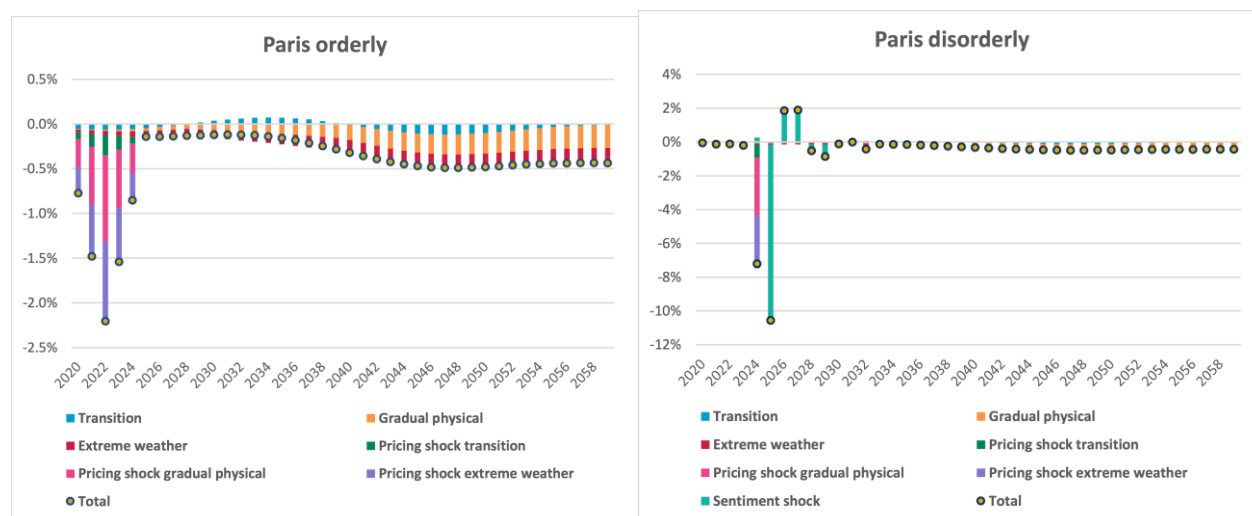 Paris orderly
0.5%
0.0%
-0.5%
-1.0%
-1.5%
-2.0%
-2.5%
2020 2022 2024 2026 2028 2030 2032 2034 2036 2038 2040 2042 2044 2046 2048 2050 2052 2054 2056 2058
Transition Gradual physical
Extreme weather Pricing shock transition
Pricing shock gradual physical Pricing shock extreme weather
Total
Paris disorderly
4%
2%
0%
-2%
-4%
-6%
-8%
-10%
-12%
2020 2022 2024 2026 2028 2030 2032 2034 2036 2038 2040 2042 2044 2046 2048 2050 2052 2054 2056 2058
Transition Gradual physical
Extreme weather Pricing shock transition
Pricing shock gradual physical Pricing shock extreme weather
Sentiment shock Total